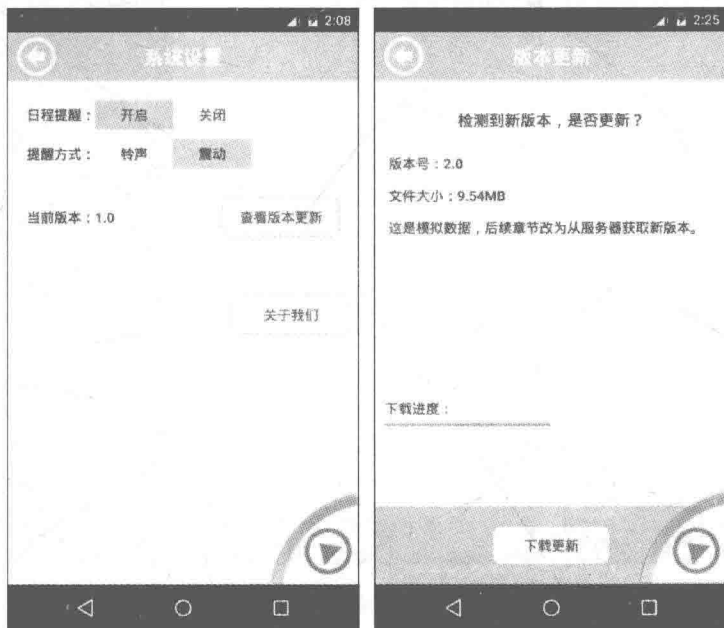 2:08
系统设置
日程提醒： 开启 关闭
提醒方式： 铃声 震动
当前版本：1.0 查看版本更新
关于我们
2:25
版本更新
检测到新版本，是否更新？
版本号：2.0
文件大小：9.54MB
这是模拟数据，后续章节改为从服务器获取新版本。
下载进度：
下载更新